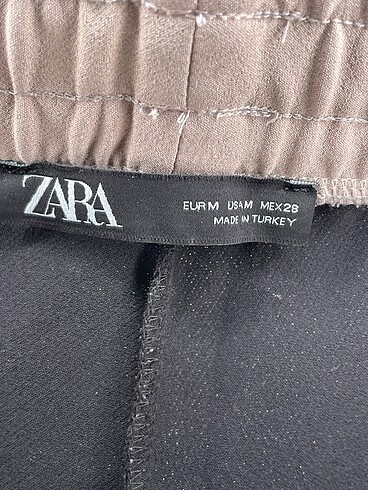 ZARA
EUR M USA M MEX 28
MADE IN TURKEY